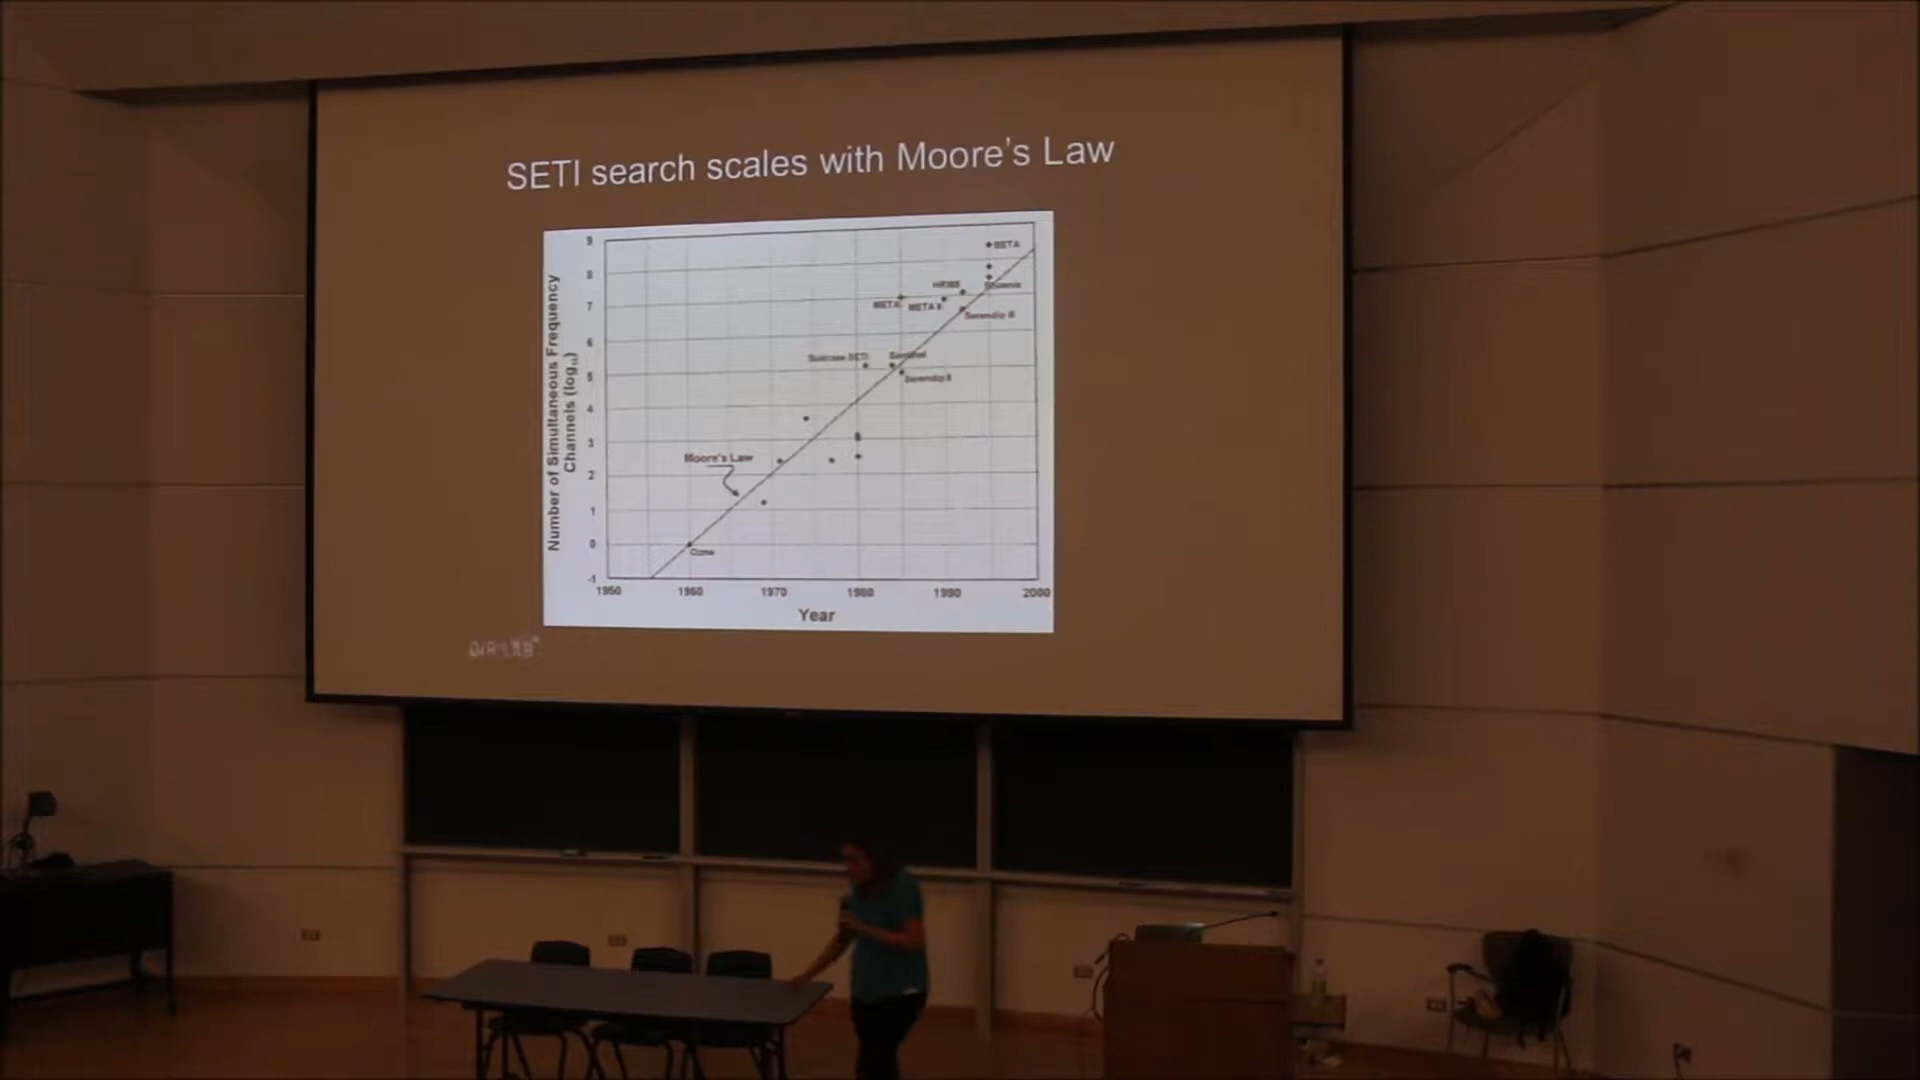 SETI search scales with Moore's Law
Number of Simultaneous Frequency
Channels (log₁₀)
9
8
7
6
5
4
3
2
1
0
-1
BETA
META
META II
Serendip III
Suitcase SETI
Sentinel
Serendip II
Moore's Law
Ozma
1950
1960
1970
1980
1990
2000
Year